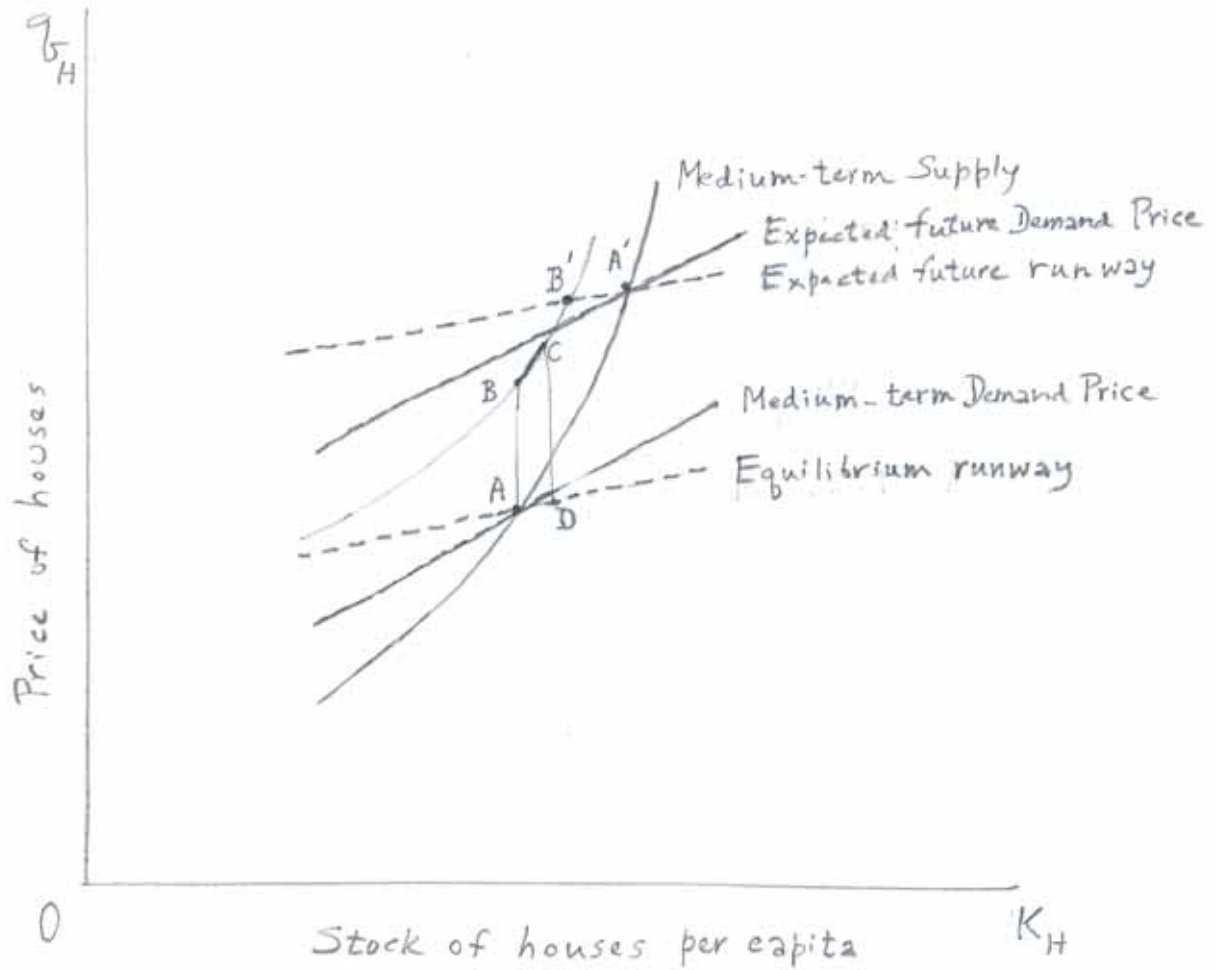 q_H
Medium-term Supply
Expected future Demand Price
Expected future runway
B'
A'
C
B
Medium-term Demand Price
Equilibrium runway
A
D
Price of houses
O
Stock of houses per capita
K_H